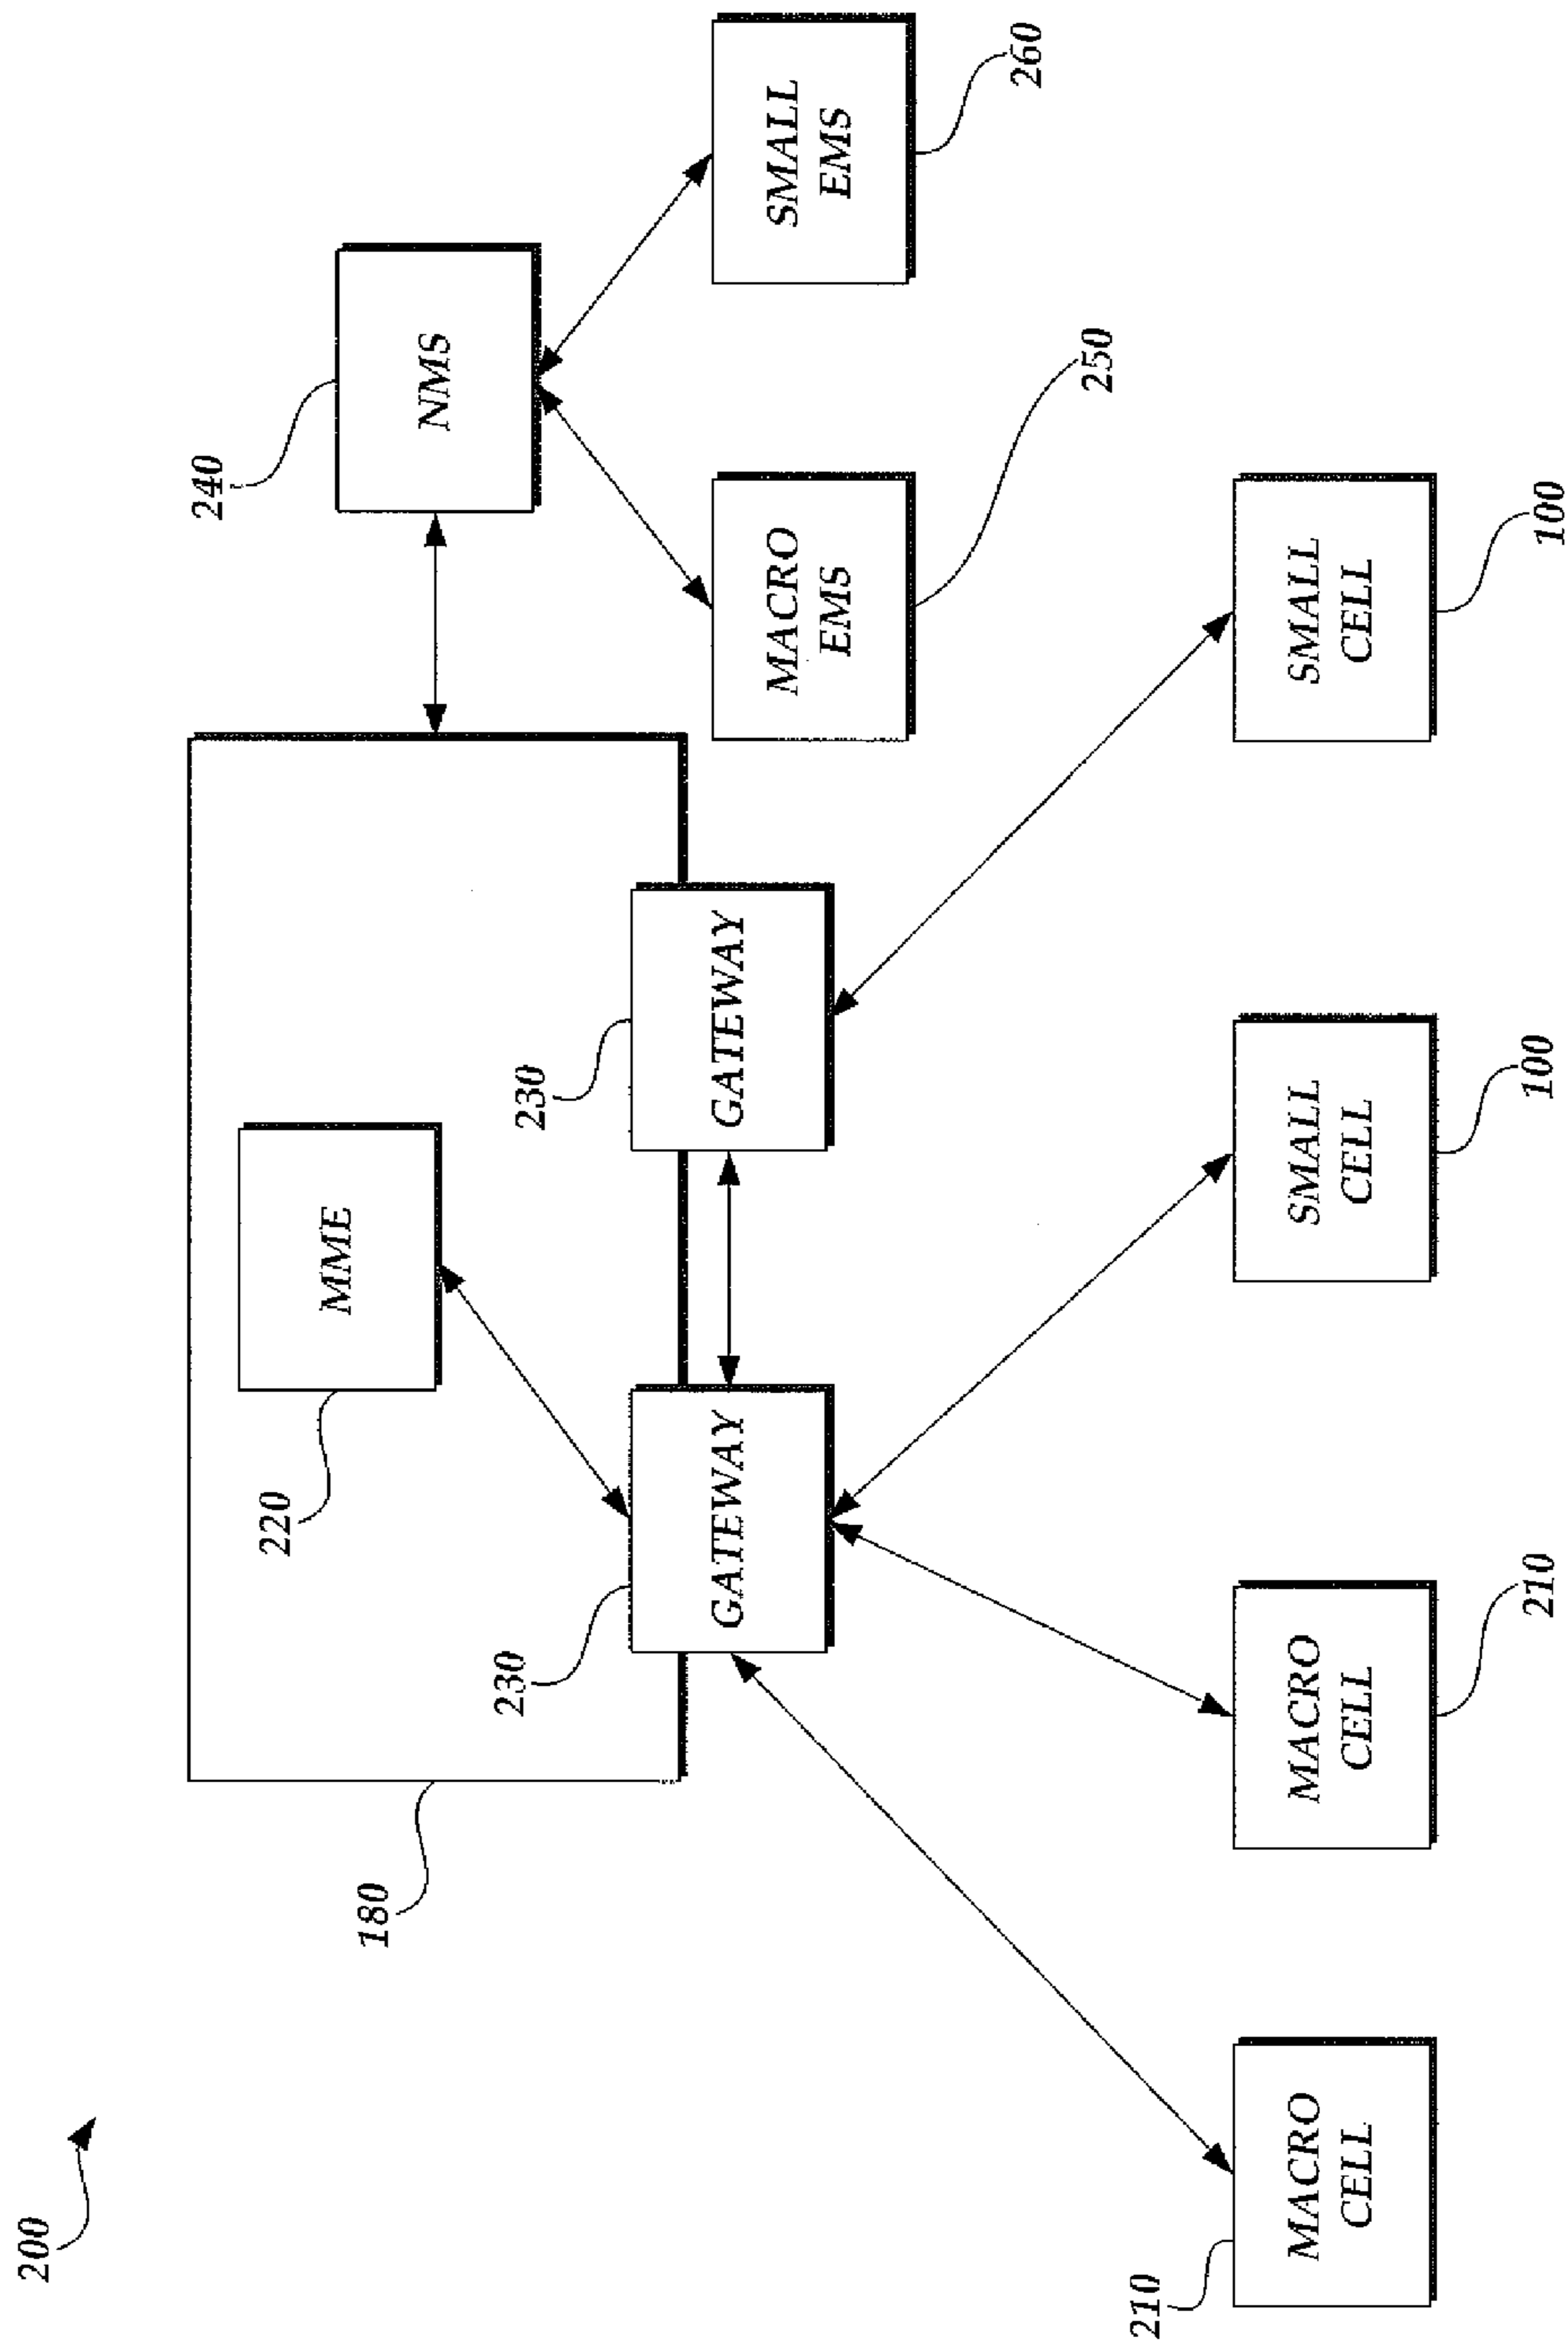 200
180
220
MME
240
NMS
230
GATEWAY
230
GATEWAY
MACRO
EMS
250
SMALL
EMS
260
210
MACRO
CELL
MACRO
CELL
210
SMALL
CELL
100
SMALL
CELL
100